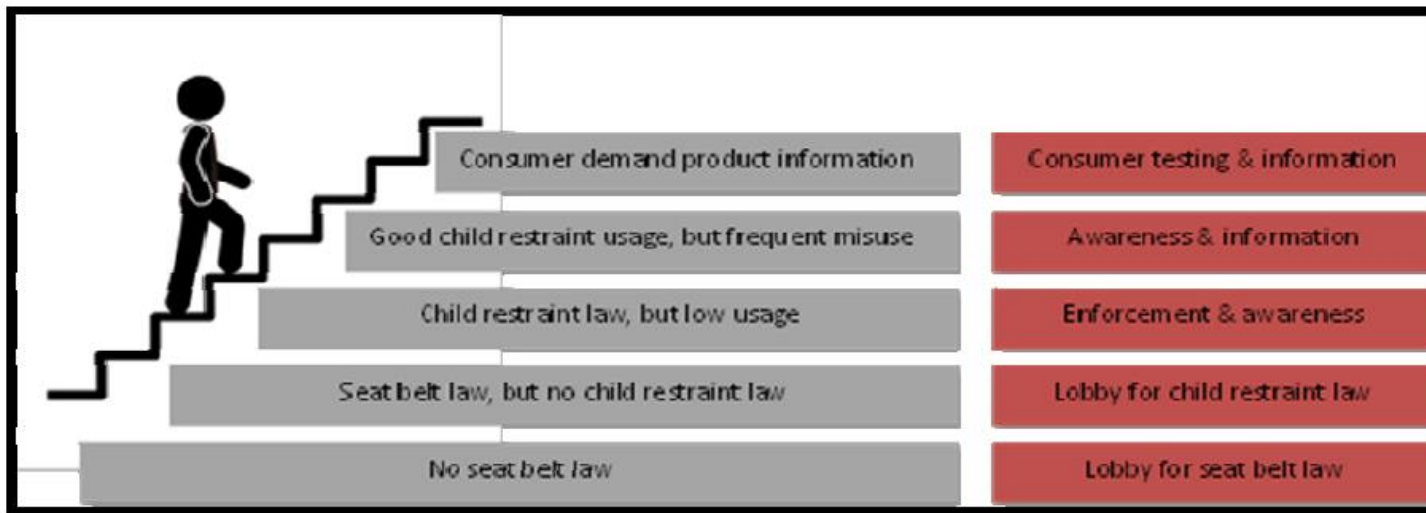 Consumer demand product information
Consumer testing & information
Good child restraint usage, but frequent misuse
Awareness & information
Child restraint law, but low usage
Enforcement & awareness
Seat belt law, but no child restraint law
Lobby for child restraint law
No seat belt law
Lobby for seat belt law